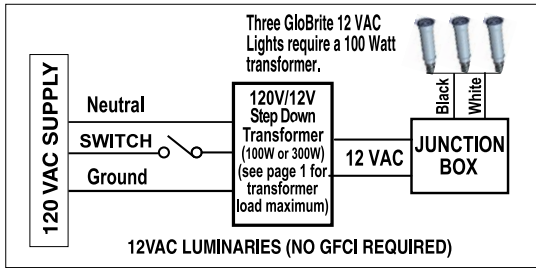 Three GloBrite 12 VAC
Lights require a 100 Watt
transformer.
120 VAC SUPPLY
Neutral
SWITCH
Ground
120V/12V
Step Down
Transformer
(100W or 300W)
(see page 1 for
transformer
load maximum)
12 VAC
Black
White
JUNCTION
BOX
12VAC LUMINARIES (NO GFCI REQUIRED)